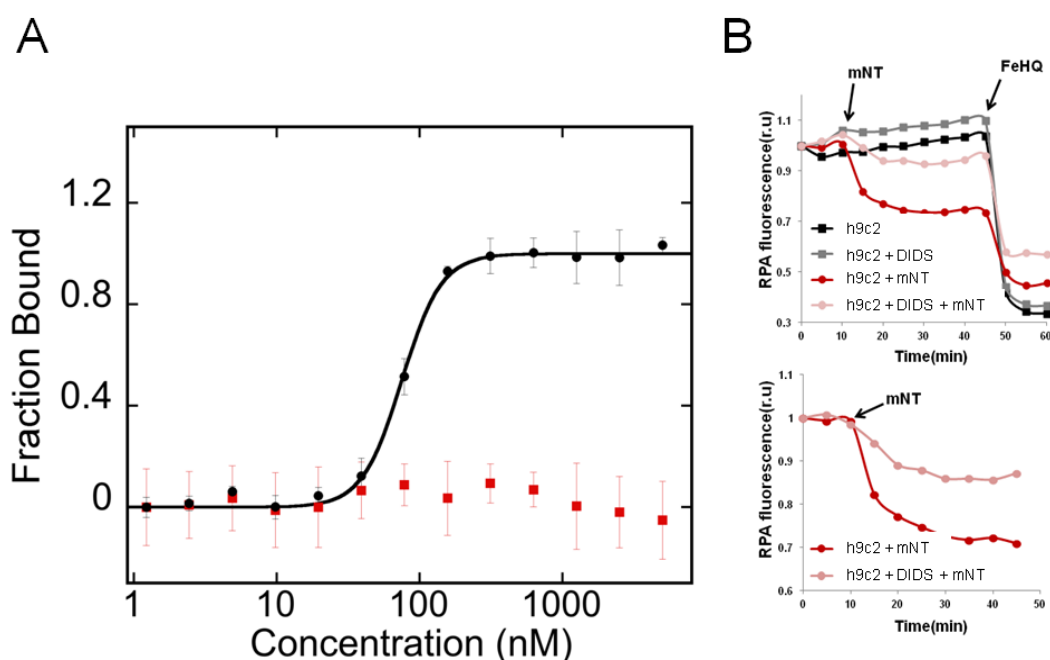 A
Fraction Bound
1.2
0.8
0.4
0
1
10
100
1000
Concentration (nM)
B
mNT
FeHQ
RPA fluorescence(r.u)
1.1
0.9
0.7
0.5
0.3
h9c2
h9c2 + DIDS
h9c2 + mNT
h9c2 + DIDS + mNT
0 10 20 30 40 50 60
Time(min)
mNT
RPA fluorescence(r.u)
1.1
1
0.9
0.8
0.7
0.6
h9c2 + mNT
h9c2 + DIDS + mNT
0 10 20 30 40 50
Time(min)